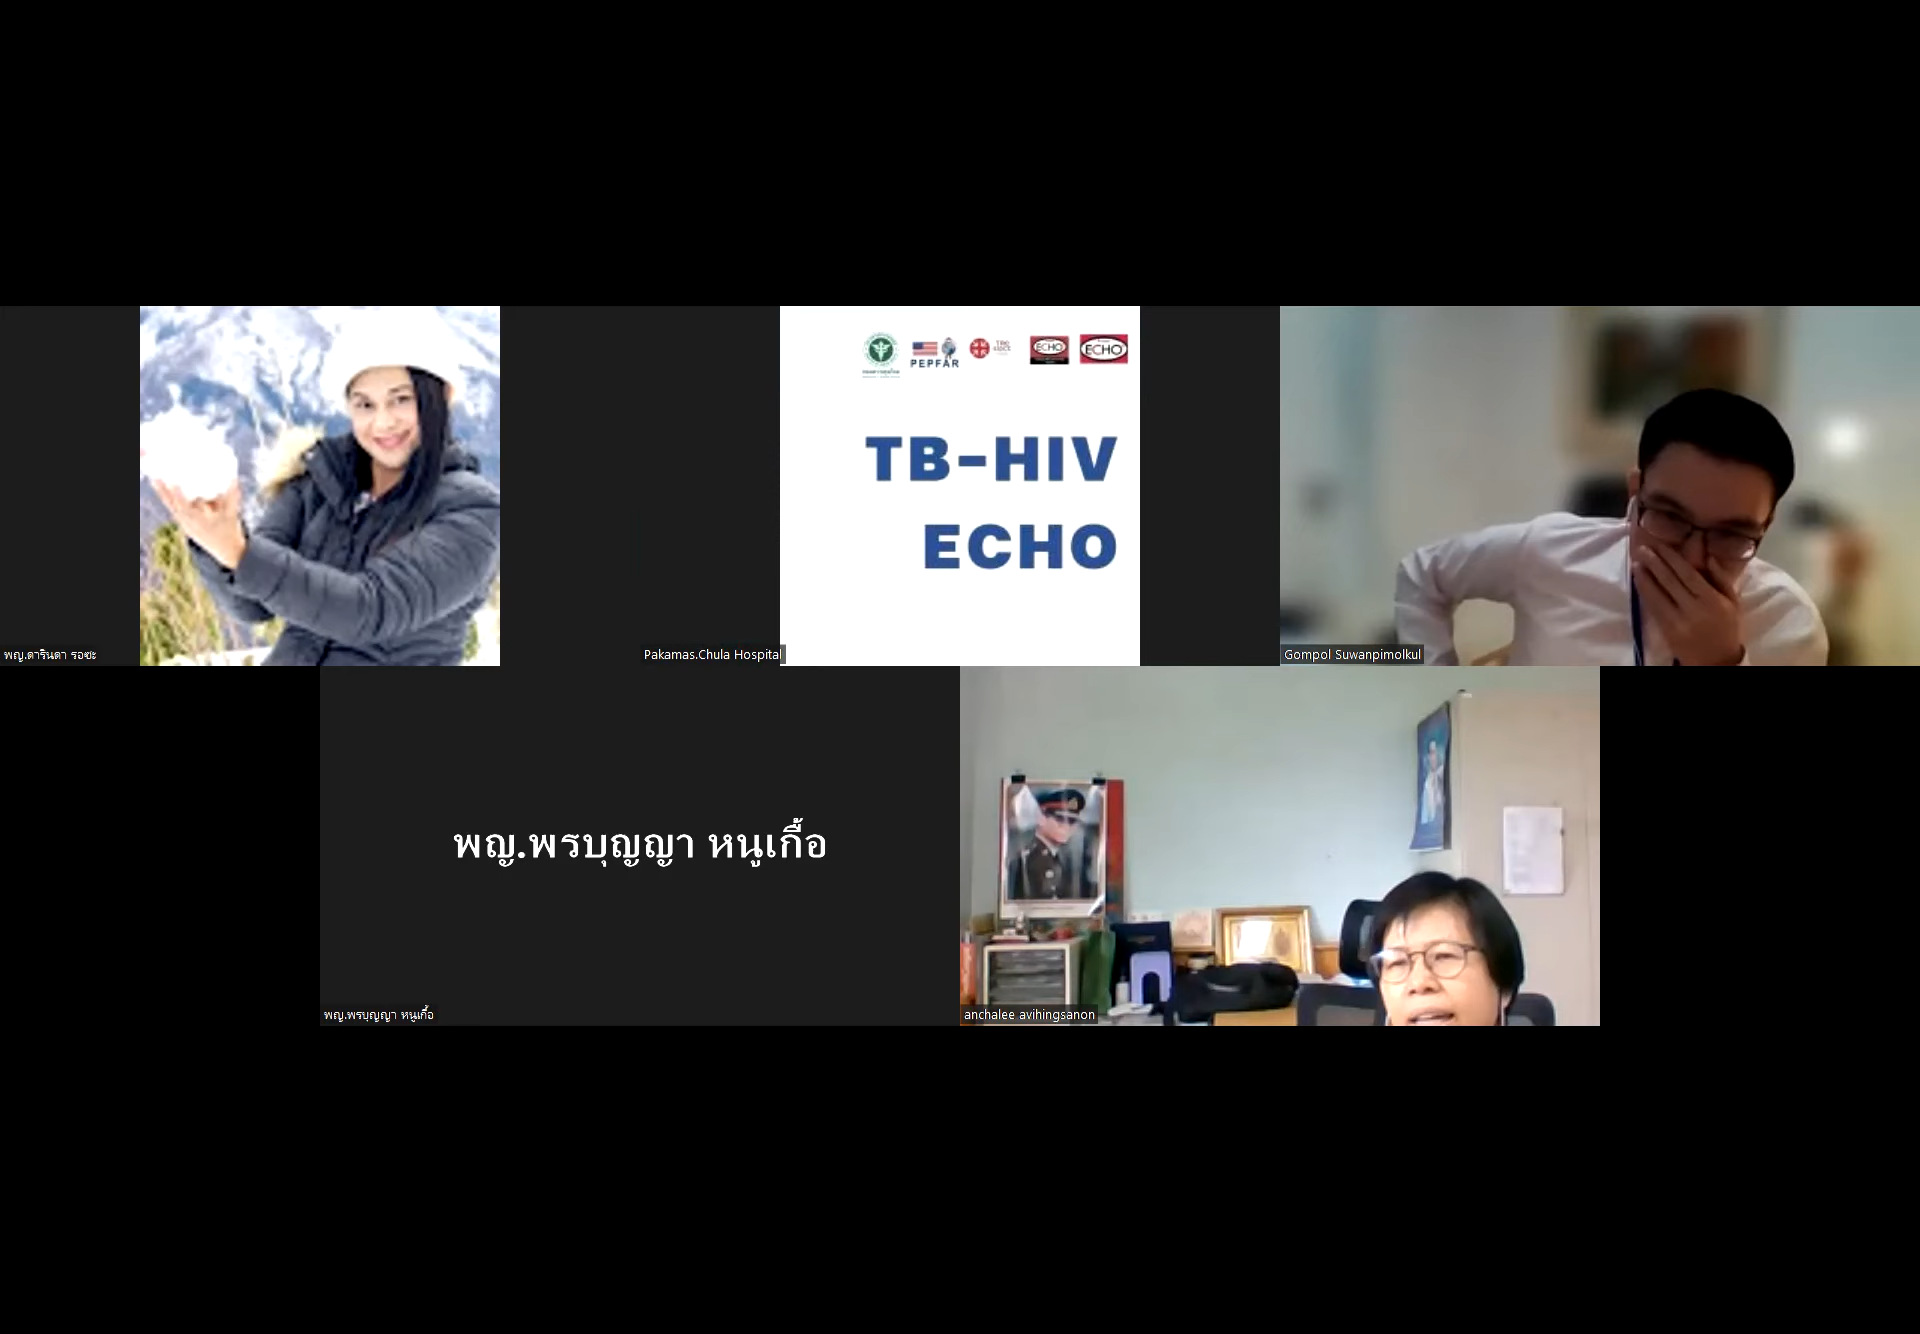 PEPFAR
ECHO
ECHO
TB-HIV
ECHO
พญ.ดารินดา รอซะ
Pakamas.Chula Hospital
Gompol Suwanpimolkul
พญ.พรบุญญา หนูเกื้อ
พญ.พรบุญญา หนูเกื้อ
anchalee avihingsanon